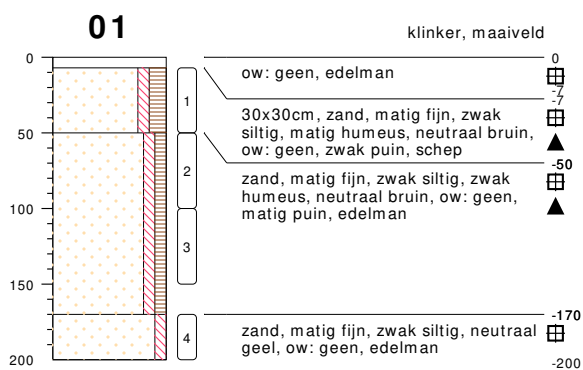 01
klinker, maaiveld
0
0
ow: geen, edelman
-7
-7
1
30x30cm, zand, matig fijn, zwak
siltig, matig humeus, neutraal bruin,
ow: geen, zwak puin, schep
50
-50
2
zand, matig fijn, zwak siltig, zwak
humeus, neutraal bruin, ow: geen,
matig puin, edelman
100
3
150
-170
4
zand, matig fijn, zwak siltig, neutraal
geel, ow: geen, edelman
200
-200